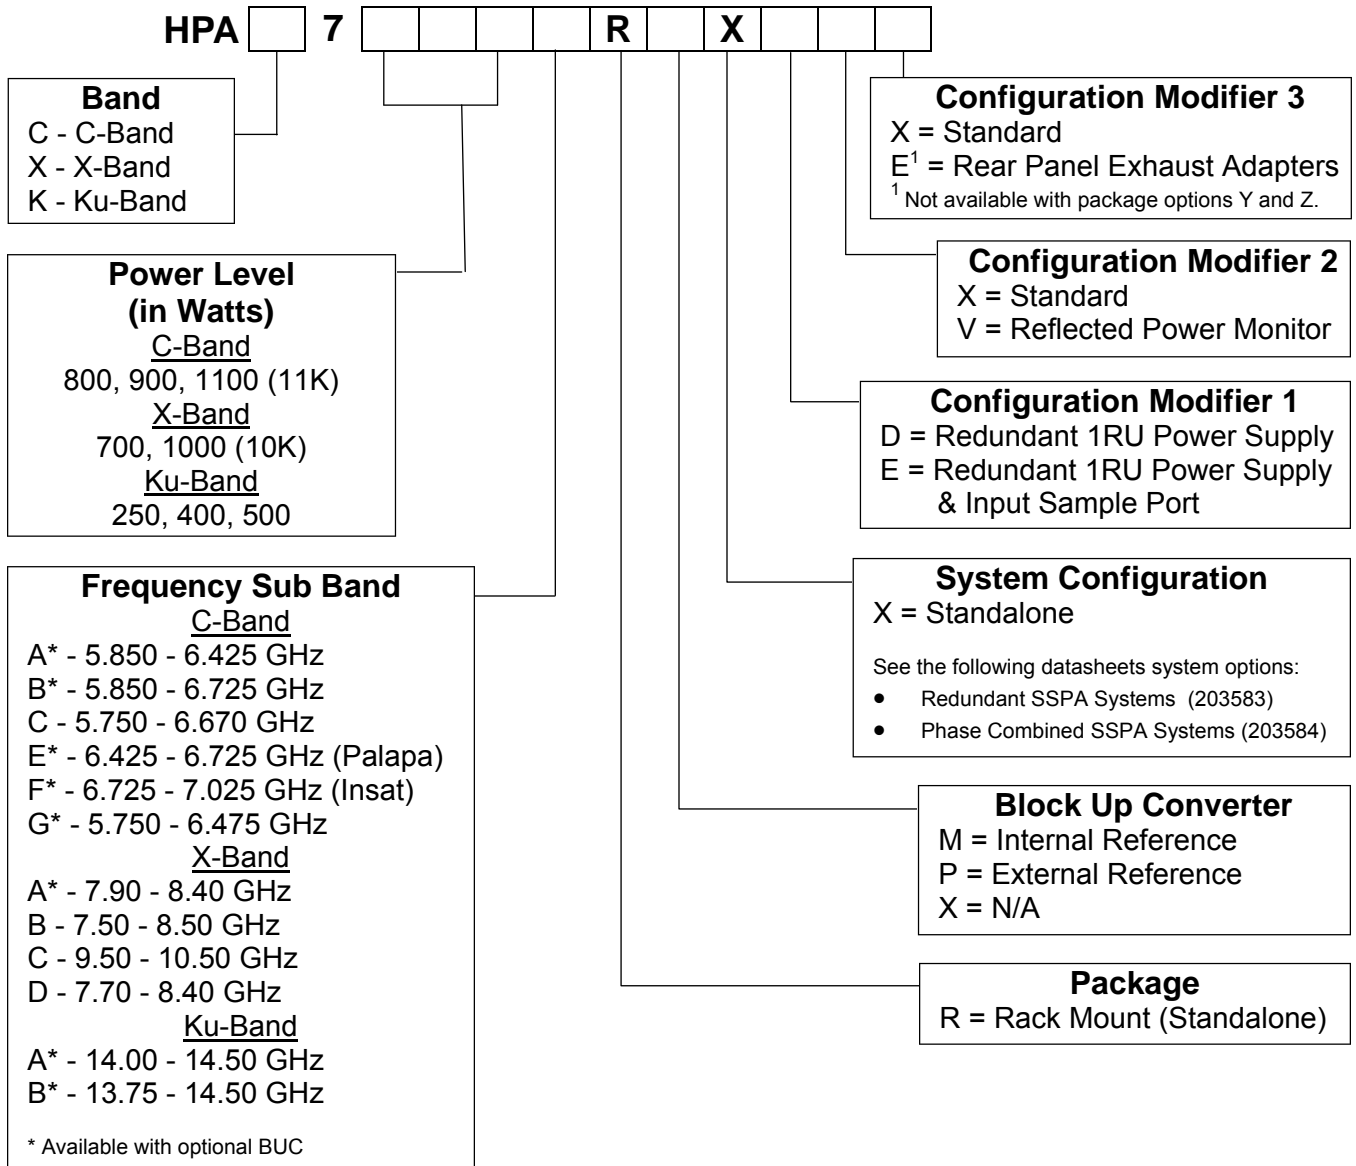 HPA 7 R X
Band
C - C-Band
X - X-Band
K - Ku-Band
Power Level
(in Watts)
C-Band
800, 900, 1100 (11K)
X-Band
700, 1000 (10K)
Ku-Band
250, 400, 500
Frequency Sub Band
C-Band
A* - 5.850 - 6.425 GHz
B* - 5.850 - 6.725 GHz
C - 5.750 - 6.670 GHz
E* - 6.425 - 6.725 GHz (Palapa)
F* - 6.725 - 7.025 GHz (Insat)
G* - 5.750 - 6.475 GHz
X-Band
A* - 7.90 - 8.40 GHz
B - 7.50 - 8.50 GHz
C - 9.50 - 10.50 GHz
D - 7.70 - 8.40 GHz
Ku-Band
A* - 14.00 - 14.50 GHz
B* - 13.75 - 14.50 GHz
* Available with optional BUC
Configuration Modifier 3
X = Standard
E¹ = Rear Panel Exhaust Adapters
¹ Not available with package options Y and Z.
Configuration Modifier 2
X = Standard
V = Reflected Power Monitor
Configuration Modifier 1
D = Redundant 1RU Power Supply
E = Redundant 1RU Power Supply
& Input Sample Port
System Configuration
X = Standalone
See the following datasheets system options:
• Redundant SSPA Systems (203583)
• Phase Combined SSPA Systems (203584)
Block Up Converter
M = Internal Reference
P = External Reference
X = N/A
Package
R = Rack Mount (Standalone)